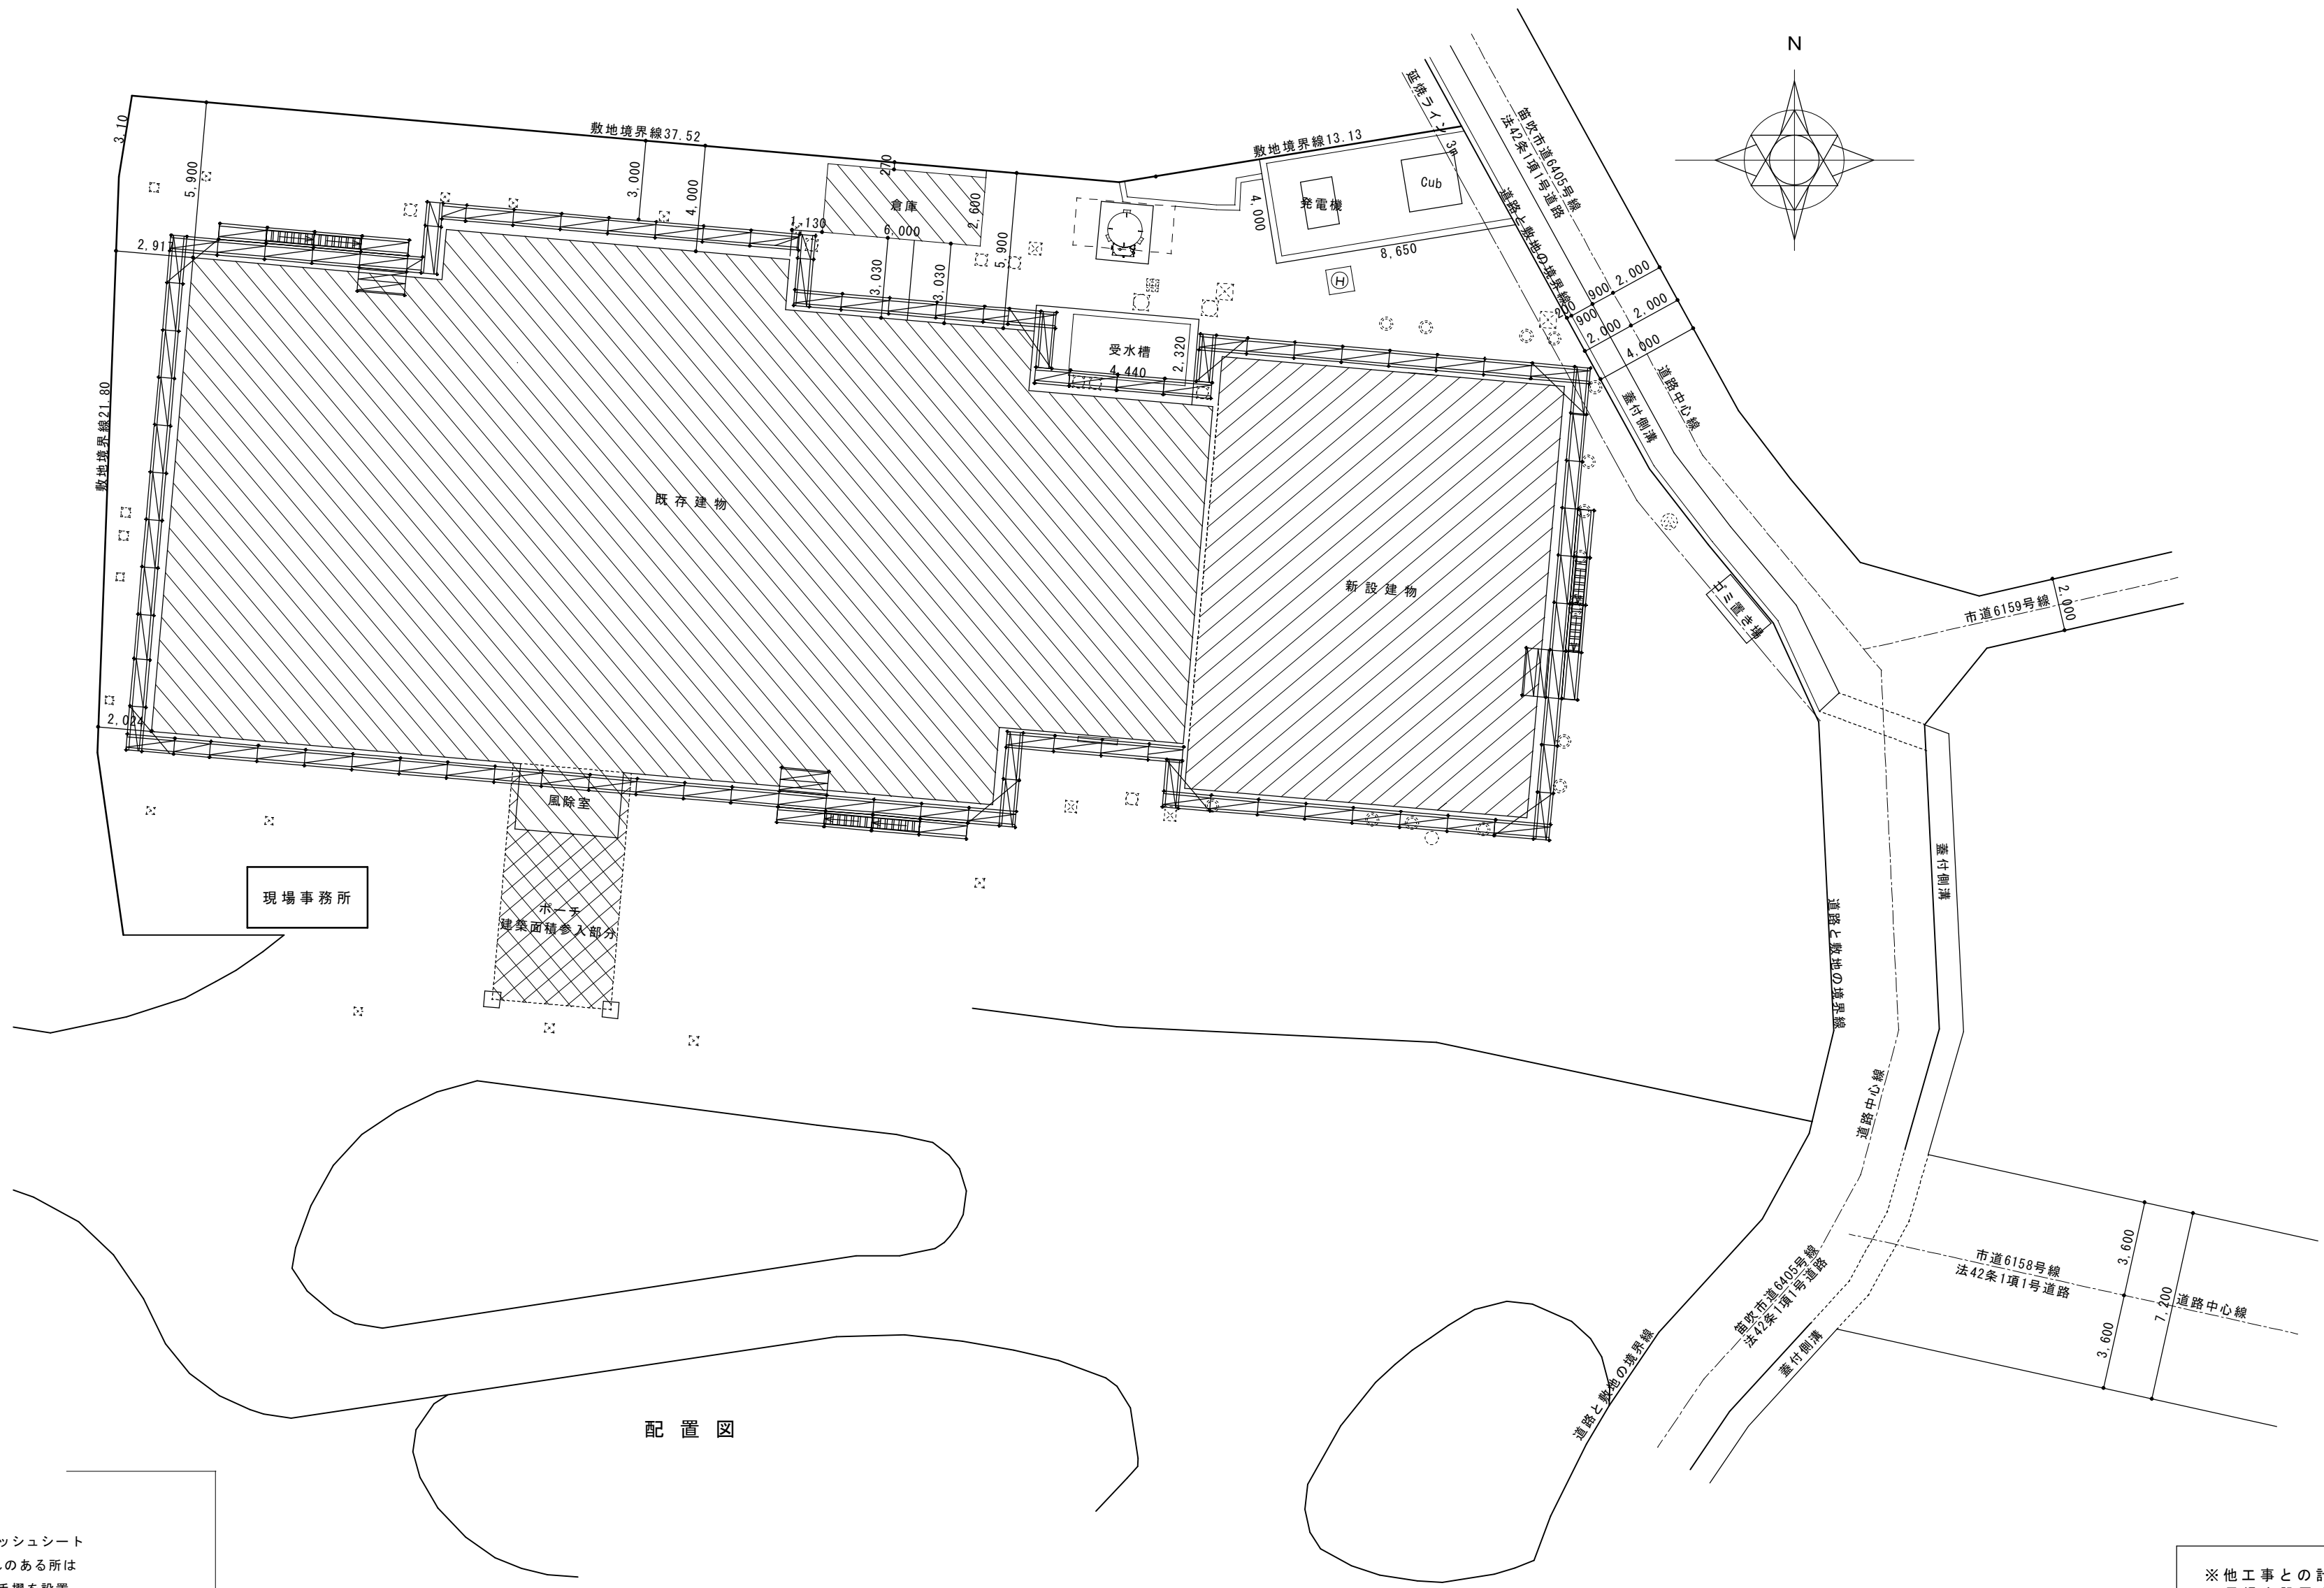 N
敷地境界線37.52
敷地境界線13.13
延焼ライン
3m
笛吹市道6405号線
法42条1項1号道路
道路と敷地の境界線
3.10
5,900
3,000
4,000
270
倉庫
2,600
1,130
6,000
5,900
3,030
3,030
4,000
発電機
Cub
8,650
H
2,917
受水槽
2,320
4,440
200
900
2,000
900
2,000
2,000
4,000
道路中心線
蓋付側溝
敷地境界線21.80
既存建物
新設建物
ゴミ置き場
市道6159号線
2,000
2,024
風除室
現場事務所
ポーチ
建築面積参入部分
蓋付側溝
道路と敷地の境界線
道路中心線
市道6158号線
法42条1項1号道路
3,600
3,600
7,200
道路中心線
笛吹市道6405号線
法42条1項1号道路
蓋付側溝
道路と敷地の境界線
配置図
ッシュシート
のある所は
を設置
※他工事との